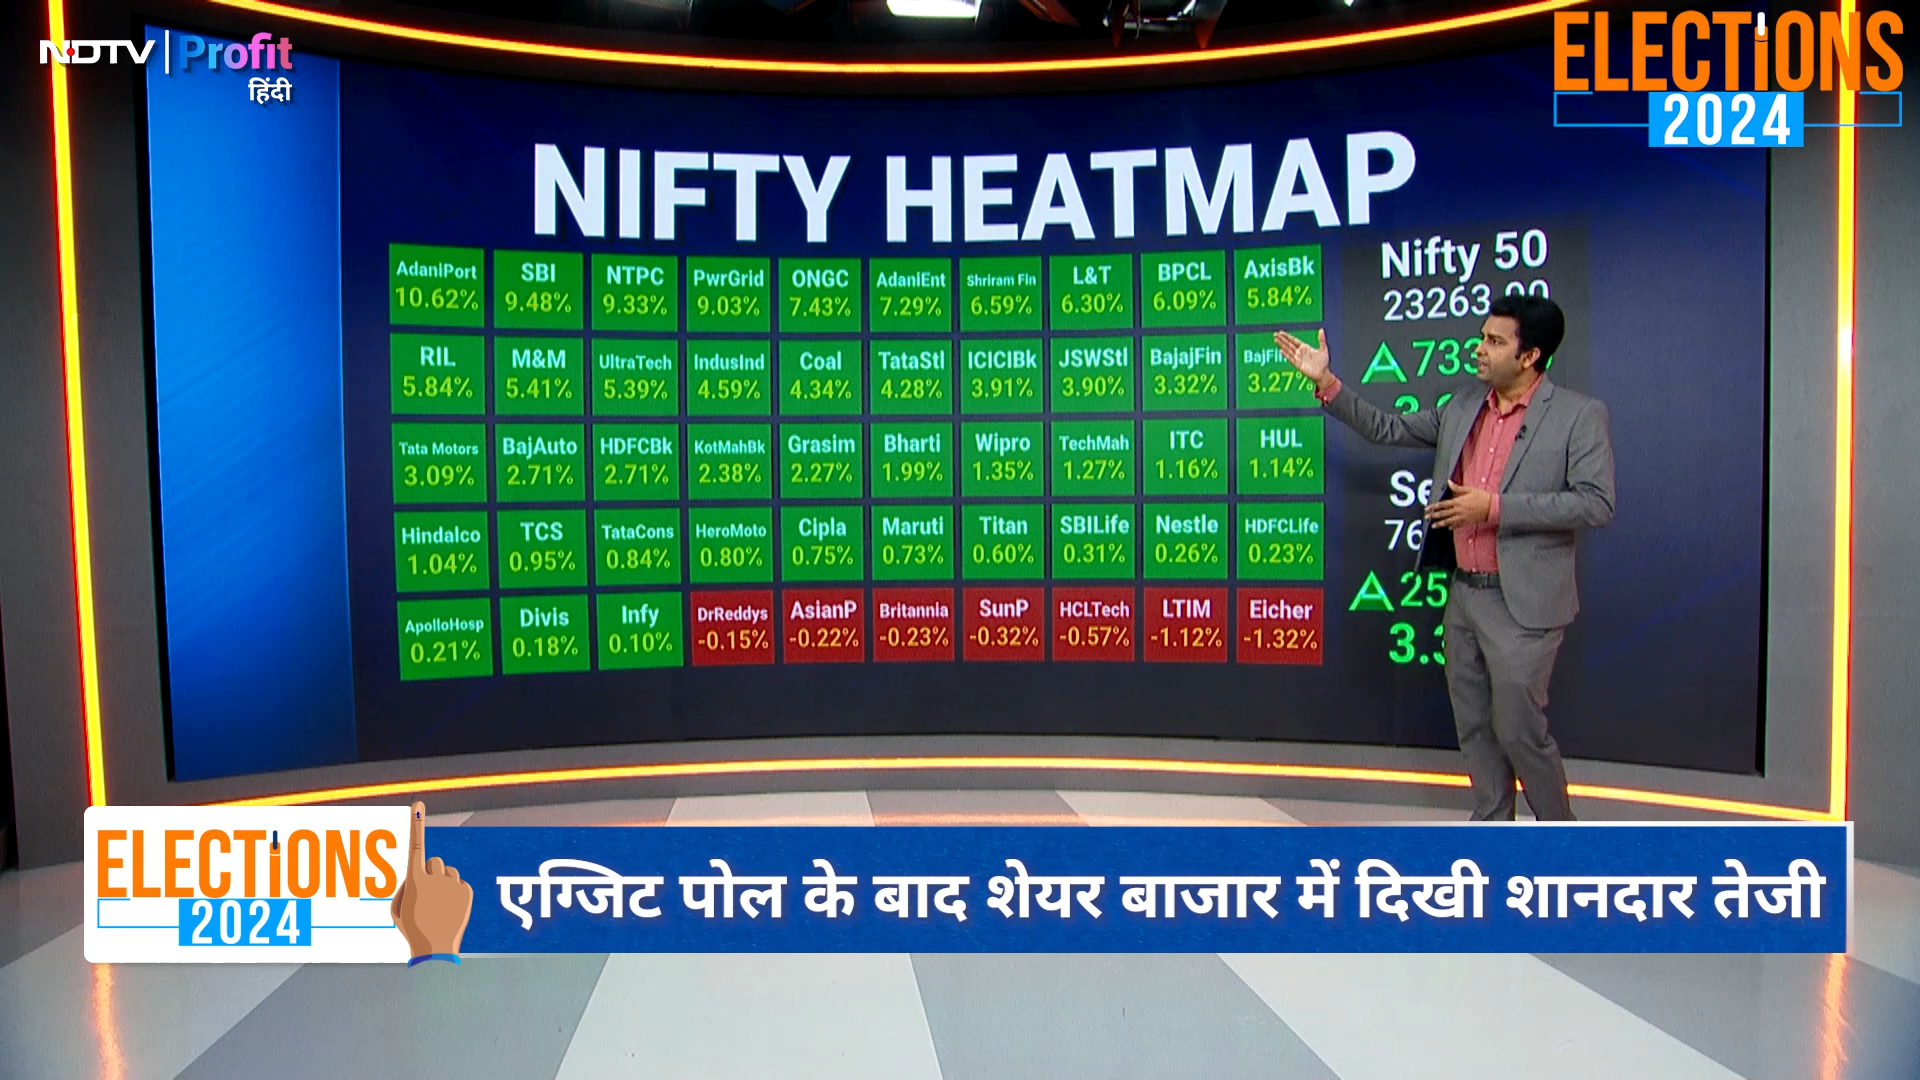 NDTV Profit
हिंदी
ELECTIONS
2024
NIFTY HEATMAP
AdaniPort SBI NTPC PwrGrid ONGC AdaniEnt Shriram Fin L&T BPCL AxisBk
10.62% 9.48% 9.33% 9.03% 7.43% 7.29% 6.59% 6.30% 6.09% 5.84%
RIL M&M UltraTech IndusInd Coal TataStl ICICIBk JSWStl BajajFin
5.84% 5.41% 5.39% 4.59% 4.34% 4.28% 3.91% 3.90% 3.32% 3.27%
Tata Motors BajAuto HDFCBk KotMahBk Grasim Bharti Wipro TechMah ITC HUL
3.09% 2.71% 2.71% 2.38% 2.27% 1.99% 1.35% 1.27% 1.16% 1.14%
Hindalco TCS TataCons HeroMoto Cipla Maruti Titan SBILife Nestle HDFCLife
1.04% 0.95% 0.84% 0.80% 0.75% 0.73% 0.60% 0.31% 0.26% 0.23%
ApolloHosp Divis Infy DrReddys AsianP Britannia SunP HCLTech LTIM Eicher
0.21% 0.18% 0.10% -0.15% -0.22% -0.23% -0.32% -0.57% -1.12% -1.32%
Nifty 50
ELECTIONS
2024
एग्जिट पोल के बाद शेयर बाजार में दिखी शानदार तेजी